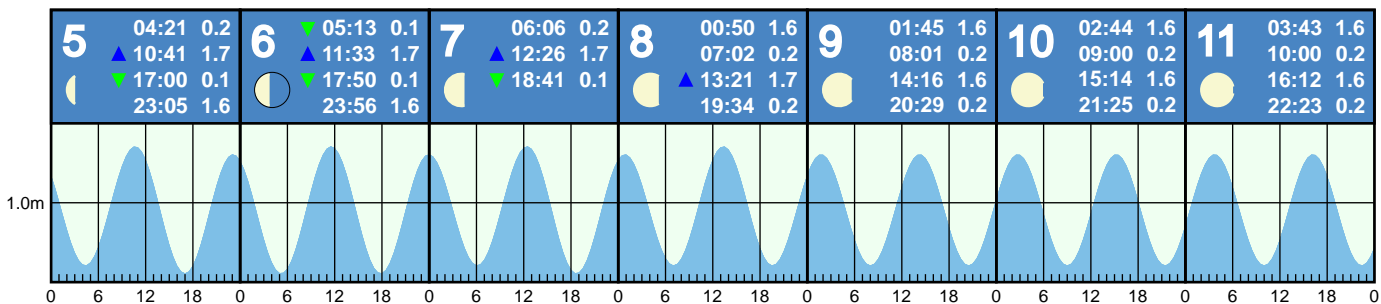 5 6 7 8 9 10 11
04:21 0.2 ▼ 05:13 0.1 06:06 0.2 00:50 1.6 01:45 1.6 02:44 1.6 03:43 1.6
▲ 10:41 1.7 ▲ 11:33 1.7 ▲ 12:26 1.7 07:02 0.2 08:01 0.2 09:00 0.2 10:00 0.2
▼ 17:00 0.1 ▼ 17:50 0.1 ▼ 18:41 0.1 ▲ 13:21 1.7 14:16 1.6 15:14 1.6 16:12 1.6
23:05 1.6 23:56 1.6 19:34 0.2 20:29 0.2 21:25 0.2 22:23 0.2
1.0m
0 6 12 18 0 6 12 18 0 6 12 18 0 6 12 18 0 6 12 18 0 6 12 18 0 6 12 18 0